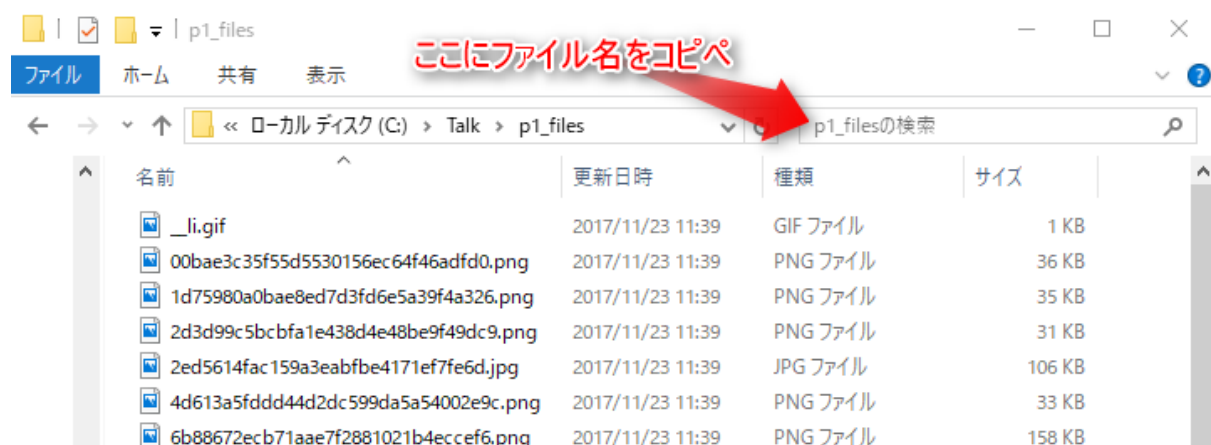 p1_files
ここにファイル名をコピペ
ファイル ホーム 共有 表示
« ローカル ディスク (C:) › Talk › p1_files
p1_filesの検索
名前 更新日時 種類 サイズ
__li.gif 2017/11/23 11:39 GIF ファイル 1 KB
00bae3c35f55d5530156ec64f46adfd0.png 2017/11/23 11:39 PNG ファイル 36 KB
1d75980a0bae8ed7d3fd6e5a39f4a326.png 2017/11/23 11:39 PNG ファイル 35 KB
2d3d99c5bcbfa1e438d4e48be9f49dc9.png 2017/11/23 11:39 PNG ファイル 31 KB
2ed5614fac159a3eabfbe4171ef7fe6d.jpg 2017/11/23 11:39 JPG ファイル 106 KB
4d613a5fddd44d2dc599da5a54002e9c.png 2017/11/23 11:39 PNG ファイル 33 KB
6b88672ecb71aae7f2881021b4eccef6.png 2017/11/23 11:39 PNG ファイル 158 KB